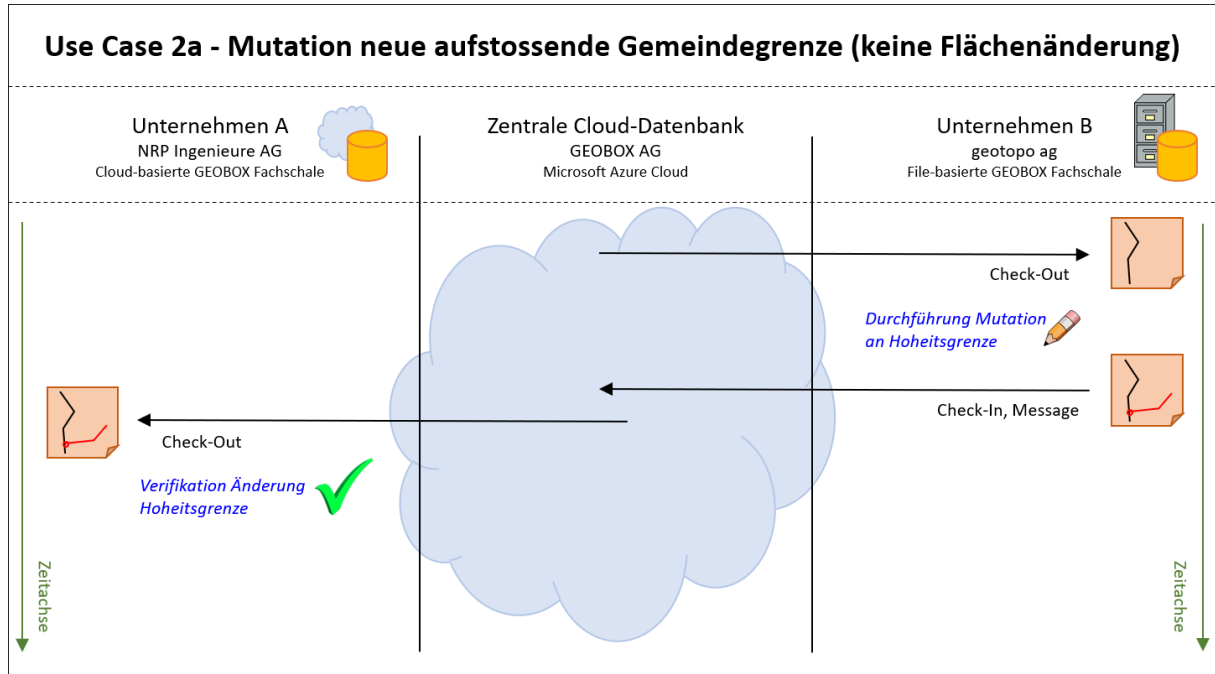 Use Case 2a - Mutation neue aufstossende Gemeindegrenze (keine Flächenänderung)
Unternehmen A
NRP Ingenieure AG
Cloud-basierte GEOBOX Fachschale
Zentrale Cloud-Datenbank
GEOBOX AG
Microsoft Azure Cloud
Unternehmen B
geotopo ag
File-basierte GEOBOX Fachschale
Check-Out
Durchführung Mutation
an Hoheitsgrenze
Check-In, Message
Check-Out
Verifikation Änderung
Hoheitsgrenze
Zeitachse
Zeitachse